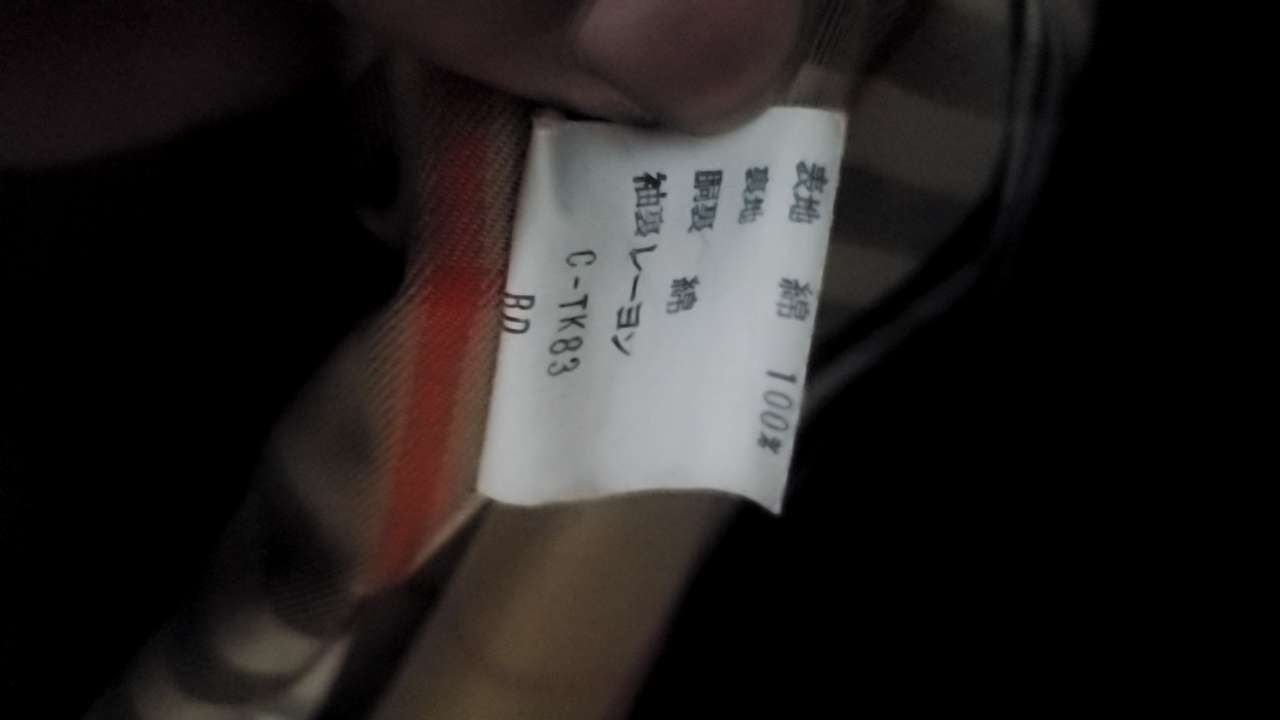 表地 綿 100%
裏地
胴裏 綿
袖裏レーヨン
C-TK83
BD